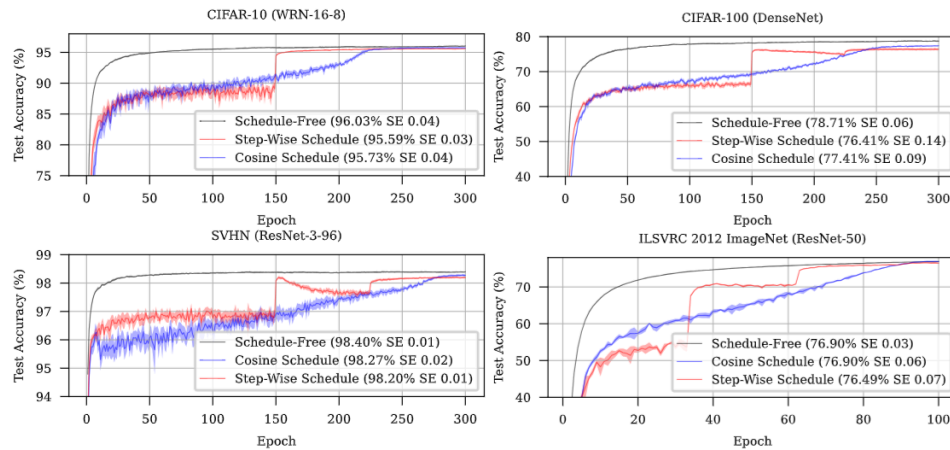 CIFAR-10 (WRN-16-8)
Test Accuracy (%)
95
90
85
80
75
Schedule-Free (96.03% SE 0.04)
Step-Wise Schedule (95.59% SE 0.03)
Cosine Schedule (95.73% SE 0.04)
0 50 100 150 200 250 300
Epoch
CIFAR-100 (DenseNet)
Test Accuracy (%)
80
70
60
50
40
Schedule-Free (78.71% SE 0.06)
Step-Wise Schedule (76.41% SE 0.14)
Cosine Schedule (77.41% SE 0.09)
0 50 100 150 200 250 300
Epoch
SVHN (ResNet-3-96)
Test Accuracy (%)
99
98
97
96
95
94
Schedule-Free (98.40% SE 0.01)
Cosine Schedule (98.27% SE 0.02)
Step-Wise Schedule (98.20% SE 0.01)
0 50 100 150 200 250 300
Epoch
ILSVRC 2012 ImageNet (ResNet-50)
Test Accuracy (%)
70
60
50
40
Schedule-Free (76.90% SE 0.03)
Cosine Schedule (76.90% SE 0.06)
Step-Wise Schedule (76.49% SE 0.07)
0 20 40 60 80 100
Epoch